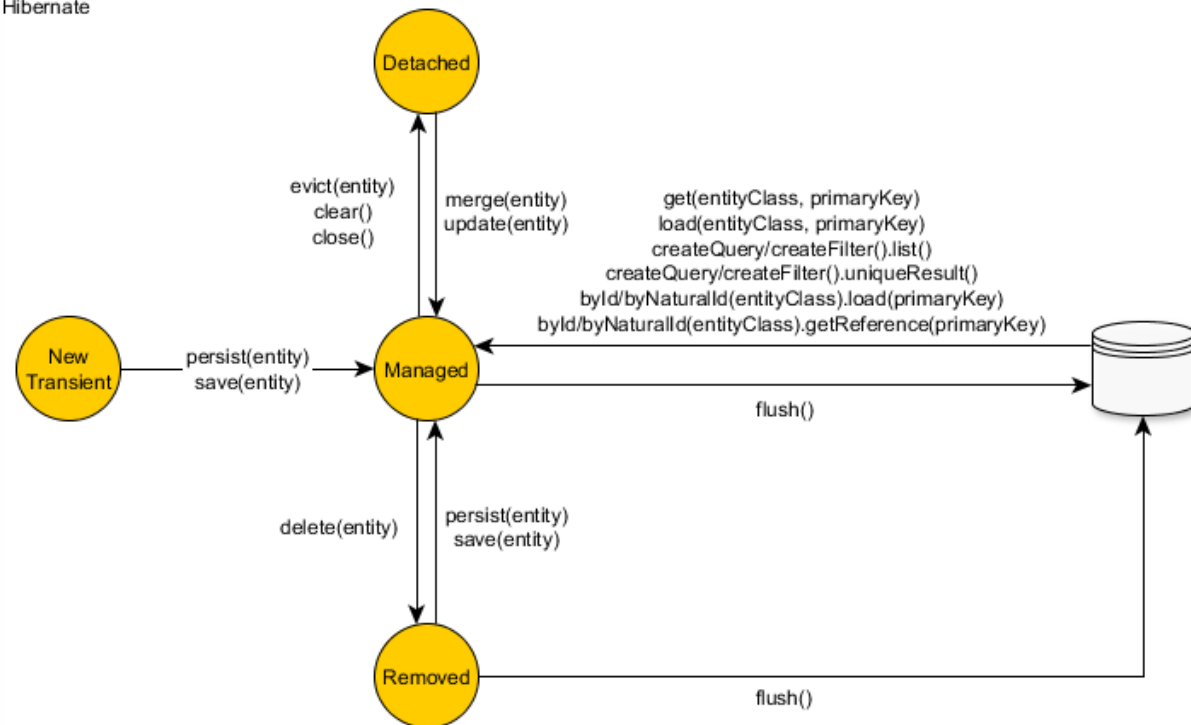 Hibernate
Detached
evict(entity)
clear()
close()
merge(entity)
update(entity)
get(entityClass, primaryKey)
load(entityClass, primaryKey)
createQuery/createFilter().list()
createQuery/createFilter().uniqueResult()
byId/byNaturalId(entityClass).load(primaryKey)
byId/byNaturalId(entityClass).getReference(primaryKey)
New
Transient
persist(entity)
save(entity)
Managed
flush()
delete(entity)
persist(entity)
save(entity)
Removed
flush()